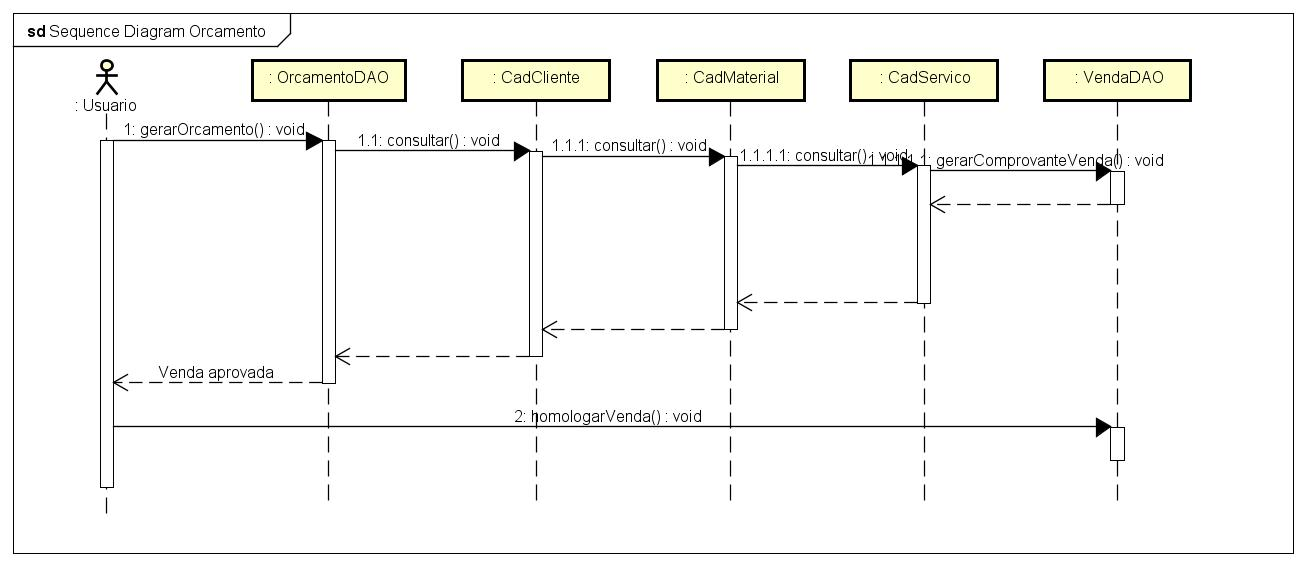 sd Sequence Diagram Orcamento
: Usuario
: OrcamentoDAO
: CadCliente
: CadMaterial
: CadServico
: VendaDAO
1: gerarOrcamento() : void
1.1: consultar() : void
1.1.1: consultar() : void
1.1.1.1: consultar() : void
gerarComprovanteVenda() : void
Venda aprovada
2: homologarVenda() : void